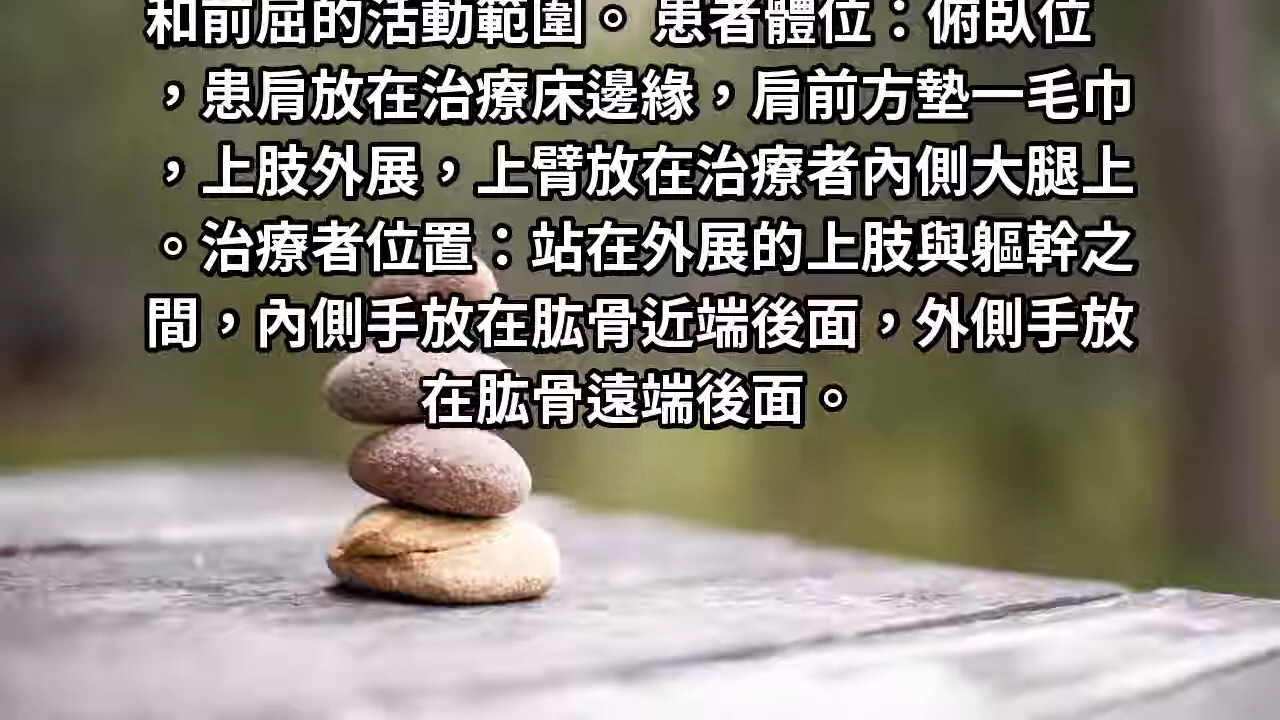 和前屈的活動範圍。 患者體位：俯臥位
，患肩放在治療床邊緣，肩前方墊一毛巾
，上肢外展，上臂放在治療者內側大腿上
。治療者位置：站在外展的上肢與軀幹之
間，內側手放在肱骨近端後面，外側手放
在肱骨遠端後面。